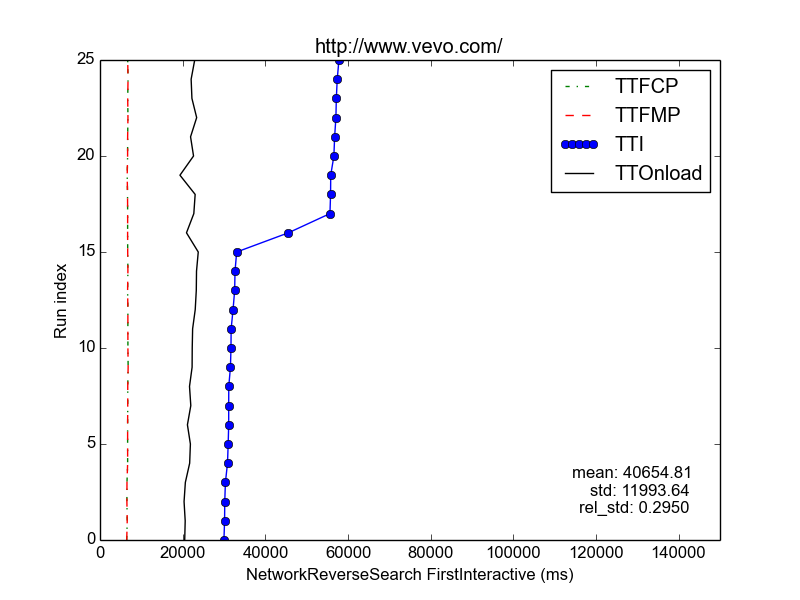 http://www.vevo.com/
TTFCP
TTFMP
TTI
TTOnload
25
20
15
10
5
0
Run index
mean: 40654.81
std: 11993.64
rel_std: 0.2950
0 20000 40000 60000 80000 100000 120000 140000
NetworkReverseSearch FirstInteractive (ms)